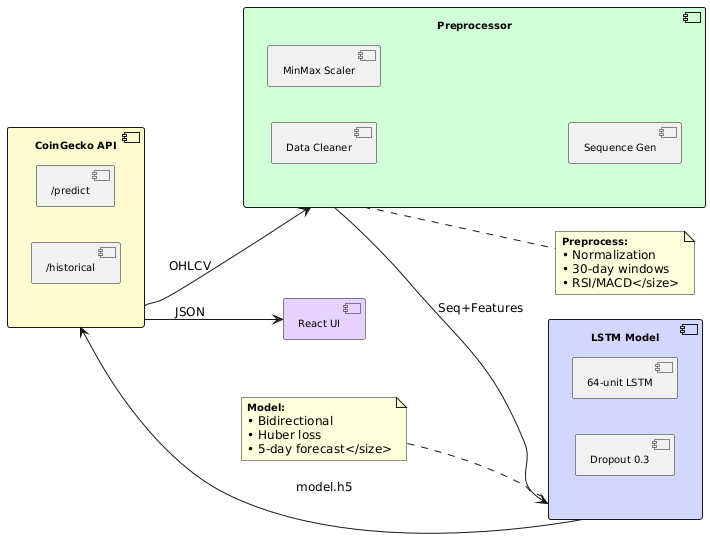 Preprocessor
MinMax Scaler
Data Cleaner
Sequence Gen
CoinGecko API
/predict
/historical
OHLCV
JSON
React UI
Preprocess:
• Normalization
• 30-day windows
• RSI/MACD</size>
Seq+Features
LSTM Model
64-unit LSTM
Dropout 0.3
Model:
• Bidirectional
• Huber loss
• 5-day forecast</size>
model.h5